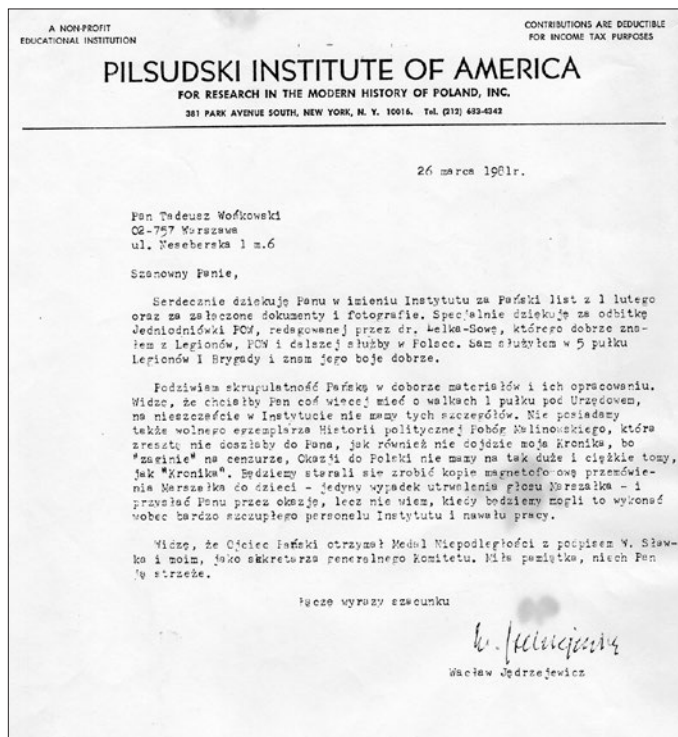 A NON-PROFIT
EDUCATIONAL INSTITUTION
CONTRIBUTIONS ARE DEDUCTIBLE
FOR INCOME TAX PURPOSES
PILSUDSKI INSTITUTE OF AMERICA
FOR RESEARCH IN THE MODERN HISTORY OF POLAND, INC.
381 PARK AVENUE SOUTH, NEW YORK, N. Y. 10016. Tel. (212) 683-4342
26 marca 1981r.
Pan Tadeusz Wońkowski
02-757 Warszawa
ul. Neseberska 1 m.6
Szanowny Panie,
Serdecznie dziękuję Panu w imieniu Instytutu za Pański list z 1 lutego
oraz za załączone dokumenty i fotografie. Specjalnie dziękuję za odbitkę
Jedniodniówki POW, redagowanej przez dr. Lelka-Sowę, którego dobrze zna-
łem z Legionów, POW i dalszej służby w Polsce. Sam służyłem w 5 pułku
Legionów I Brygady i znam jego boje dobrze.
Podziwiam skrupulatność Pańską w doborze materiałów i ich opracowaniu.
Widzę, że chciałby Pan coś więcej mieć o walkach 1 pułku pod Urzędowem,
na nieszczęście w Instytucie nie mamy tych szczegółów. Nie posiadamy
także wolnego egzemplarza Historii politycznej Pobóg Malinowskiego, która
zresztą nie doszłaby do Pana, jak również nie dojdzie moja Kronika, bo
"zaginie" na cenzurze, Okazji do Polski nie mamy na tak duże i ciężkie tomy,
jak "Kronika". Będziemy starali się zrobić kopię magnetofonową przemówie-
nia Marszałka do dzieci - jedyny wypadek utrwalenia głosu Marszałka - i
przysłać Panu przez okazję, lecz nie wiem, kiedy będziemy mogli to wykonać
wobec bardzo szczupłego personelu Instytutu i nawału pracy.
Widzę, że Ojciec Pański otrzymał Medal Niepodległości z podpisem W. Sław-
ka i moim, jako sekretarza generalnego Komitetu. Miła pamiątka, niech Pan
ją strzeże.
Łączę wyrazy szacunku
W. Jędrzejewicz
Wacław Jędrzejewicz